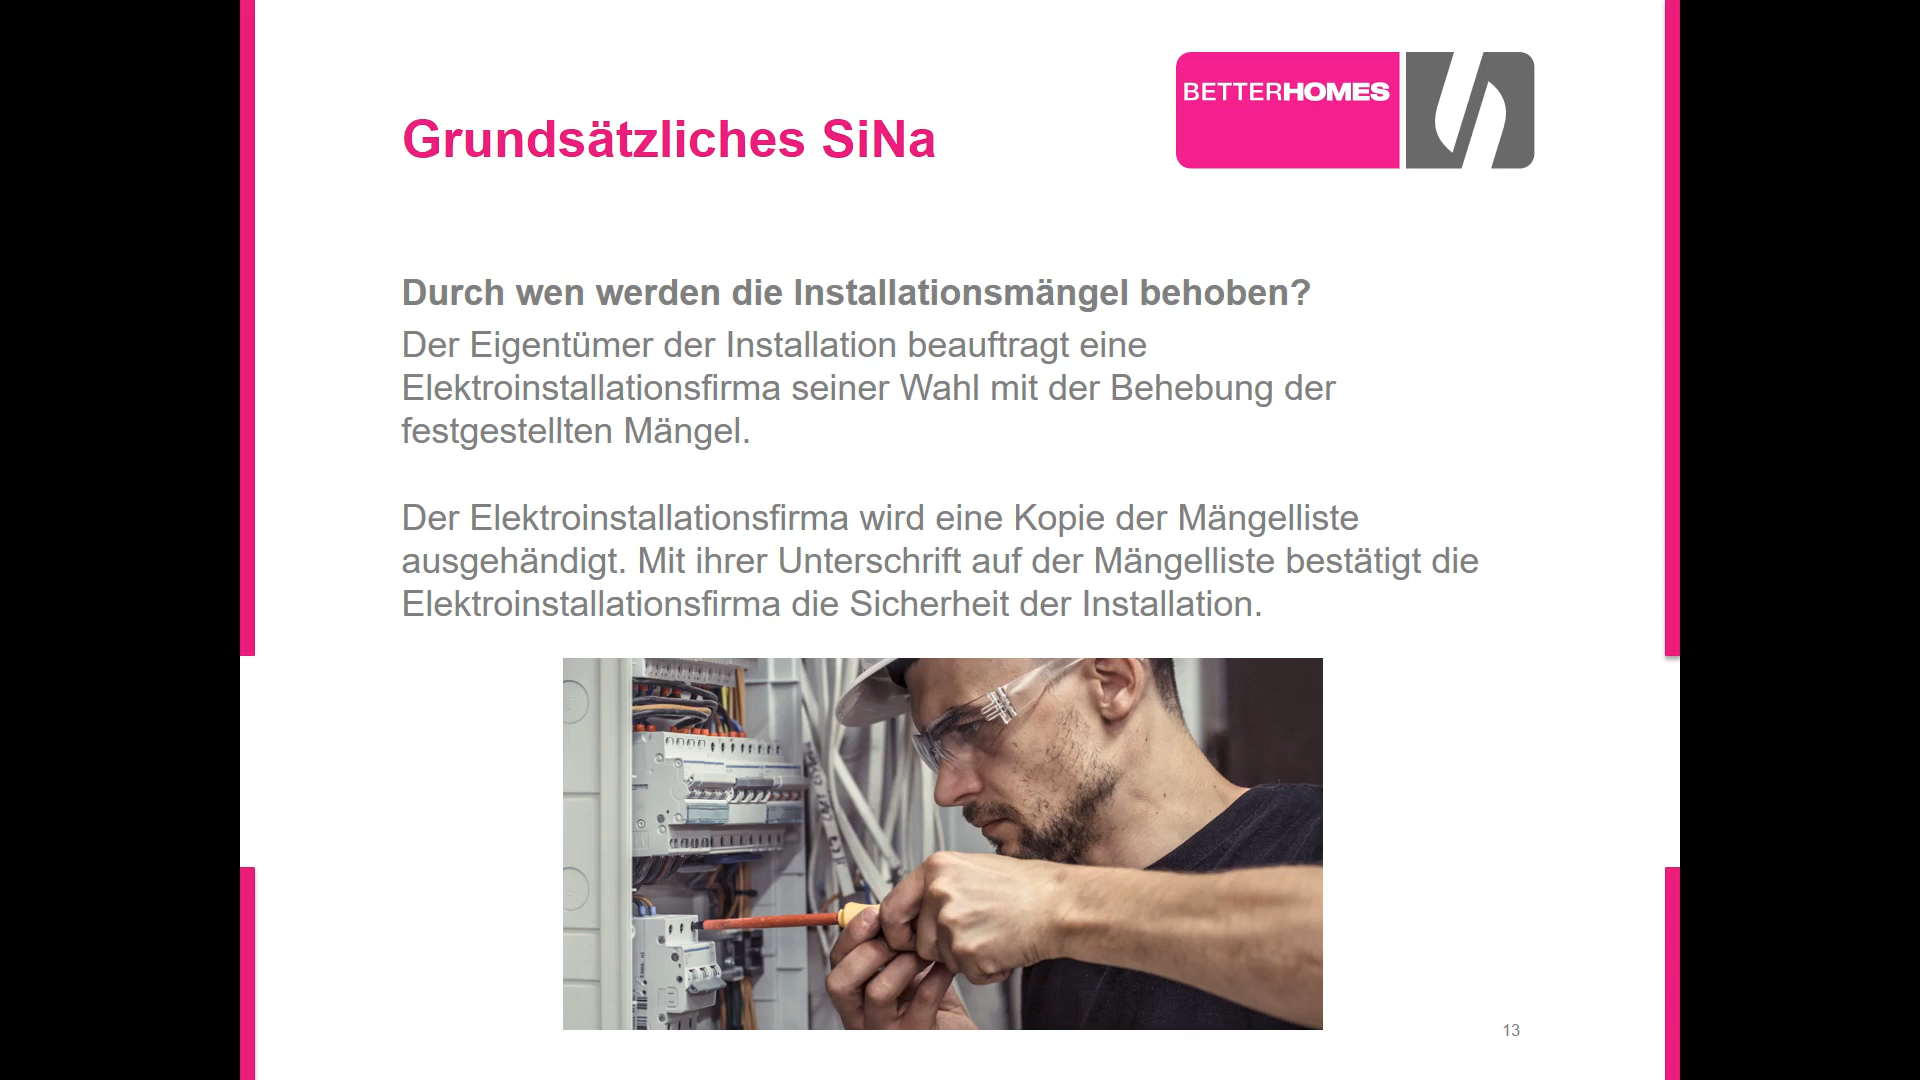 BETTERHOMES
Grundsätzliches SiNa
Durch wen werden die Installationsmängel behoben?
Der Eigentümer der Installation beauftragt eine
Elektroinstallationsfirma seiner Wahl mit der Behebung der
festgestellten Mängel.
Der Elektroinstallationsfirma wird eine Kopie der Mängelliste
ausgehändigt. Mit ihrer Unterschrift auf der Mängelliste bestätigt die
Elektroinstallationsfirma die Sicherheit der Installation.
13